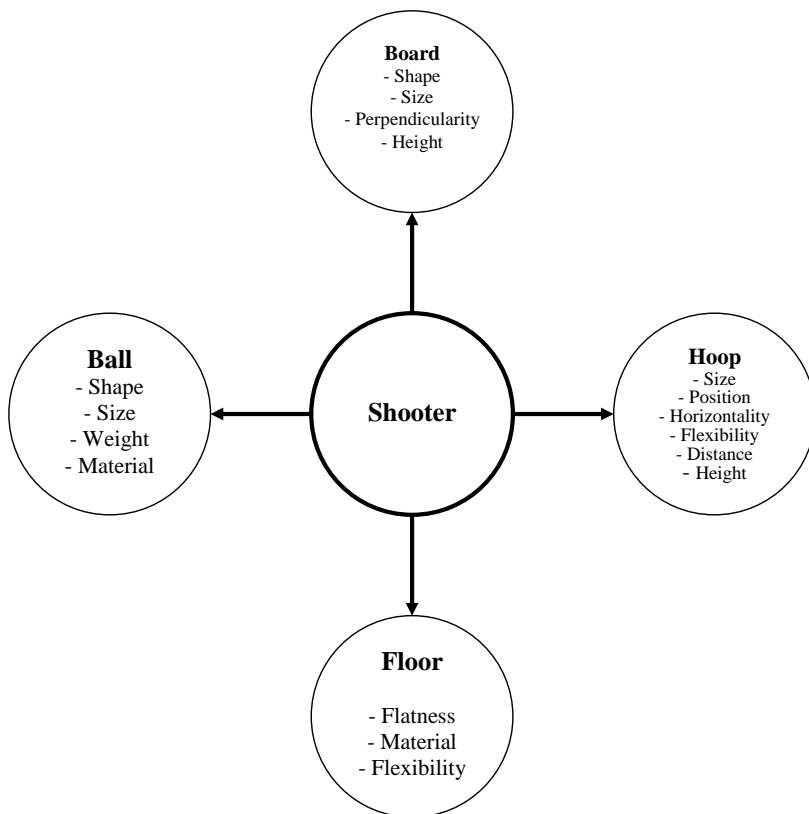 Board
- Shape
- Size
- Perpendicularity
- Height
Ball
- Shape
- Size
- Weight
- Material
Shooter
Hoop
- Size
- Position
- Horizontality
- Flexibility
- Distance
- Height
Floor
- Flatness
- Material
- Flexibility